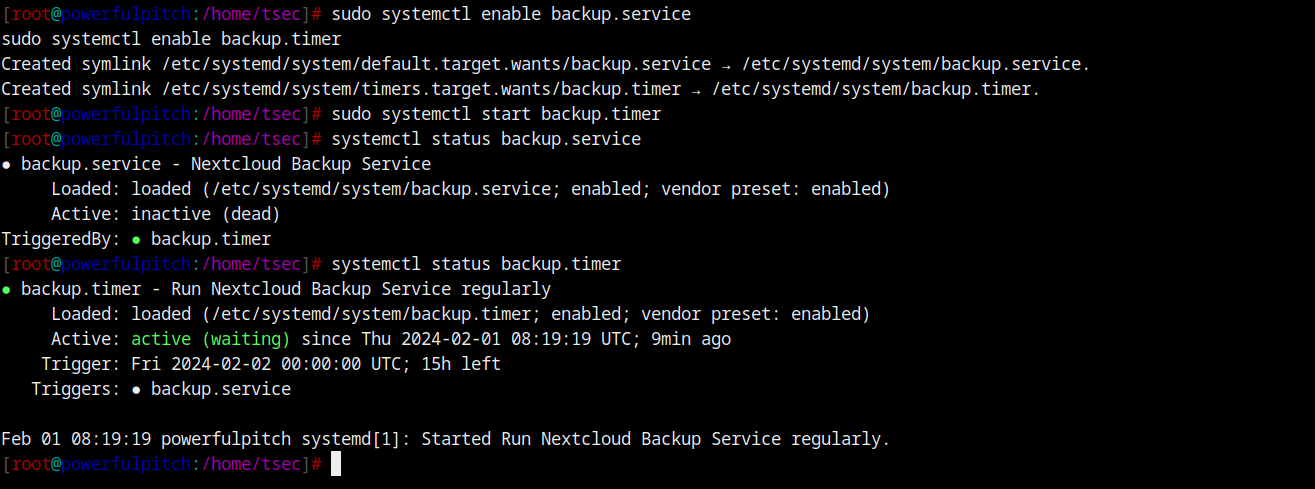 [root@powerfulpitch:/home/tsec]# sudo systemctl enable backup.service
sudo systemctl enable backup.timer
Created symlink /etc/systemd/system/default.target.wants/backup.service → /etc/systemd/system/backup.service.
Created symlink /etc/systemd/system/timers.target.wants/backup.timer → /etc/systemd/system/backup.timer.
[root@powerfulpitch:/home/tsec]# sudo systemctl start backup.timer
[root@powerfulpitch:/home/tsec]# systemctl status backup.service
● backup.service - Nextcloud Backup Service
     Loaded: loaded (/etc/systemd/system/backup.service; enabled; vendor preset: enabled)
     Active: inactive (dead)
TriggeredBy: ● backup.timer
[root@powerfulpitch:/home/tsec]# systemctl status backup.timer
● backup.timer - Run Nextcloud Backup Service regularly
     Loaded: loaded (/etc/systemd/system/backup.timer; enabled; vendor preset: enabled)
     Active: active (waiting) since Thu 2024-02-01 08:19:19 UTC; 9min ago
    Trigger: Fri 2024-02-02 00:00:00 UTC; 15h left
   Triggers: ● backup.service

Feb 01 08:19:19 powerfulpitch systemd[1]: Started Run Nextcloud Backup Service regularly.
[root@powerfulpitch:/home/tsec]#